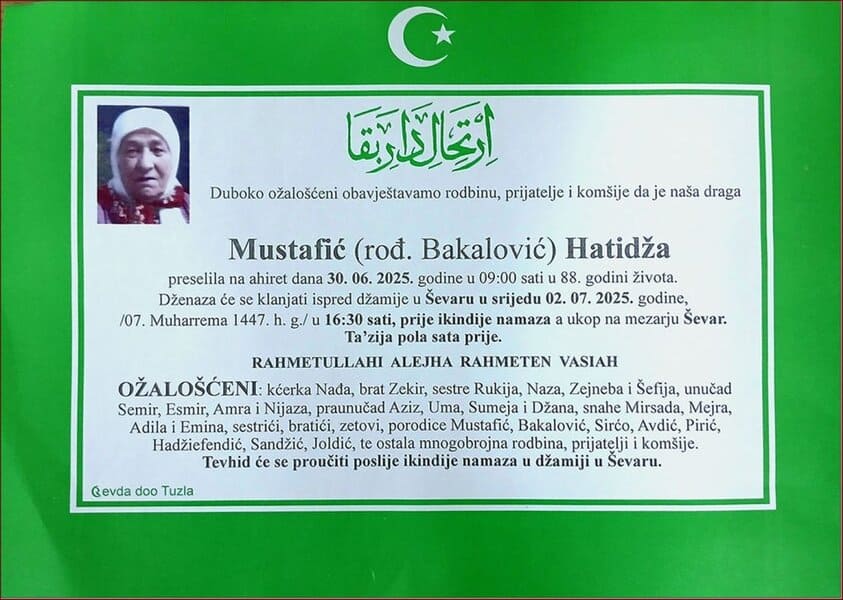 اِرْتِحَالِ دَارِ بَقَا
Duboko ožalošćeni obavještavamo rodbinu, prijatelje i komšije da je naša draga
Mustafić (rođ. Bakalović) Hatidža
preselila na ahiret dana 30. 06. 2025. godine u 09:00 sati u 88. godini života.
Dženaza će se klanjati ispred džamije u Ševaru u srijedu 02. 07. 2025. godine,
/07. Muharrema 1447. h. g./ u 16:30 sati, prije ikindije namaza a ukop na mezarju Ševar.
Ta’zija pola sata prije.
RAHMETULLAHI ALEJHA RAHMETEN VASIAH
OŽALOŠĆENI: kćerka Nađa, brat Zekir, sestre Rukija, Naza, Zejneba i Šefija, unučad
Semir, Esmir, Amra i Nijaza, praunučad Aziz, Uma, Sumeja i Džana, snahe Mirsada, Mejra,
Adila i Emina, sestrići, bratići, zetovi, porodice Mustafić, Bakalović, Sirćo, Avdić, Pirić,
Hadžiefendić, Sandžić, Joldić, te ostala mnogobrojna rodbina, prijatelji i komšije.
Tevhid će se proučiti poslije ikindije namaza u džamiji u Ševaru.
Gevda doo Tuzla